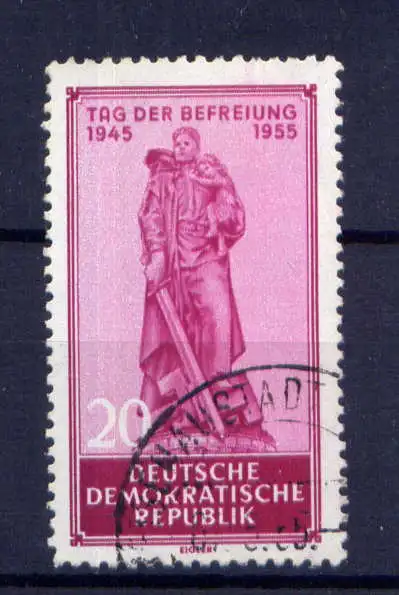 TAG DER BEFREIUNG
1945 1955
20
DEUTSCHE
DEMOKRATISCHE
REPUBLIK